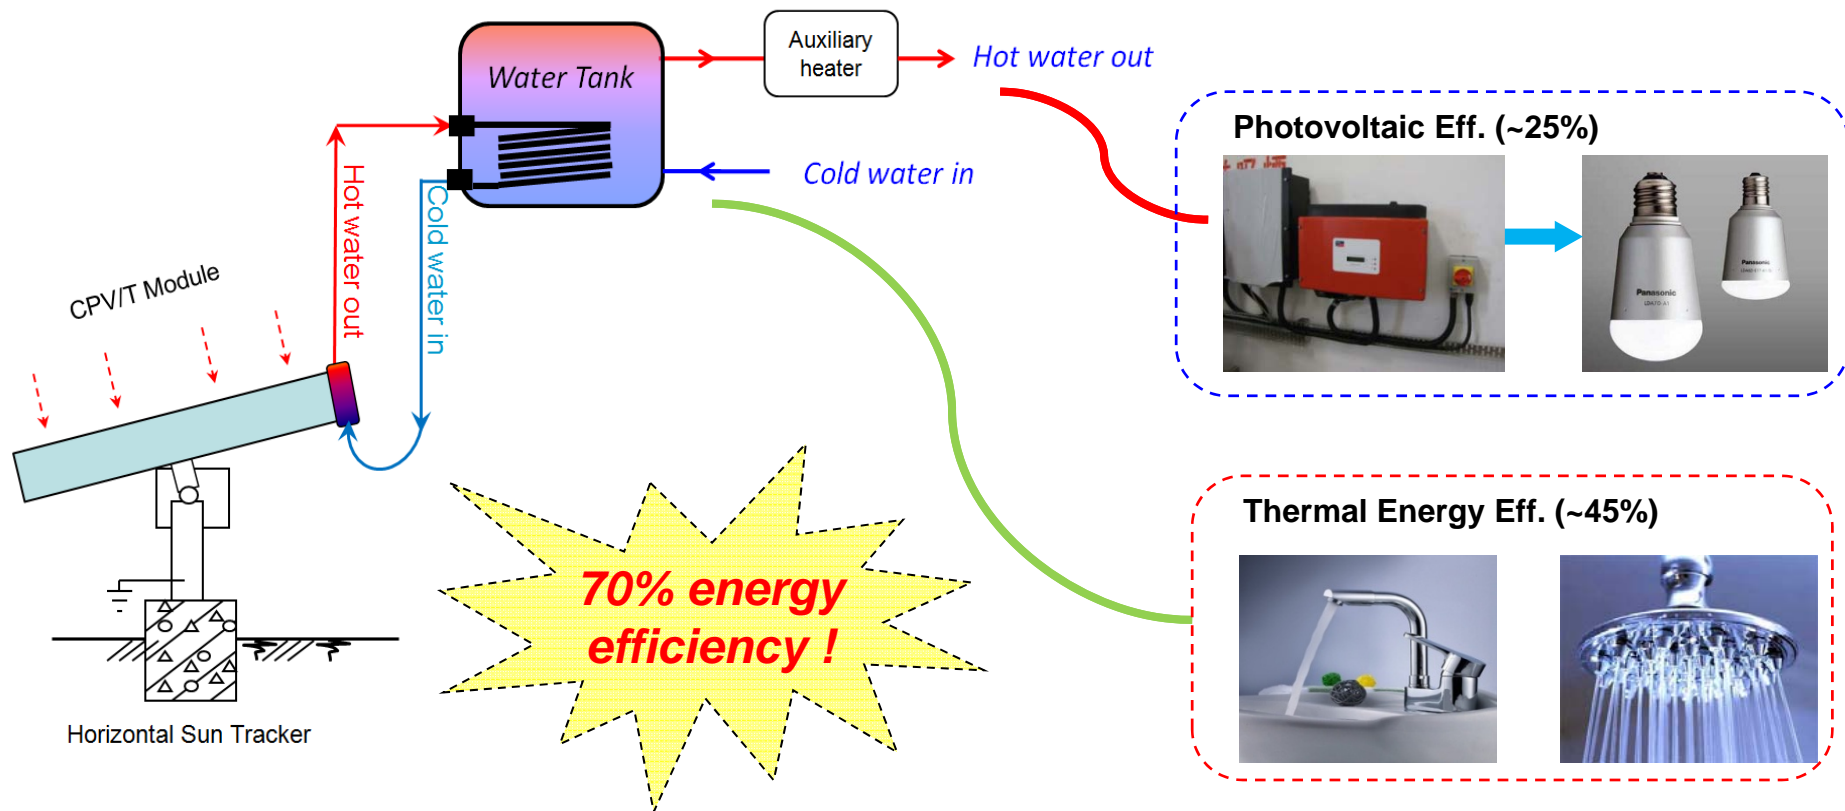 Water Tank
Auxiliary
heater
Hot water out
Cold water in
Hot water out
Cold water in
CPV/T Module
Horizontal Sun Tracker
70% energy
efficiency !
Photovoltaic Eff. (~25%)
Panasonic
Panasonic
Thermal Energy Eff. (~45%)